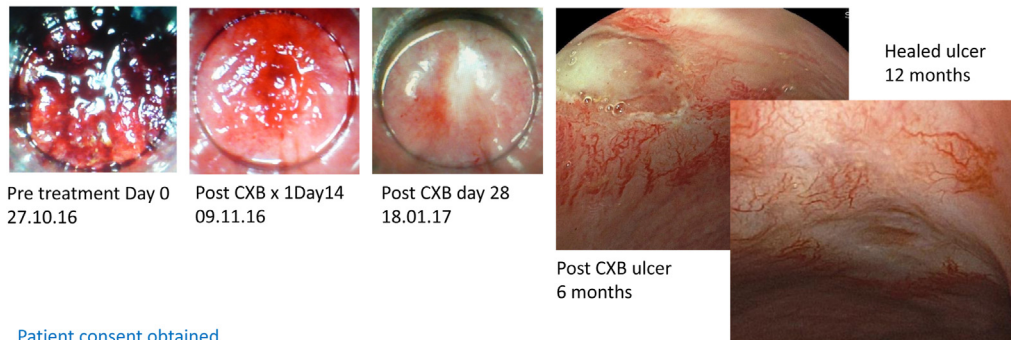 Pre treatment Day 0
27.10.16
Post CXB x 1Day14
09.11.16
Post CXB day 28
18.01.17
Post CXB ulcer
6 months
Healed ulcer
12 months
Patient consent obtained